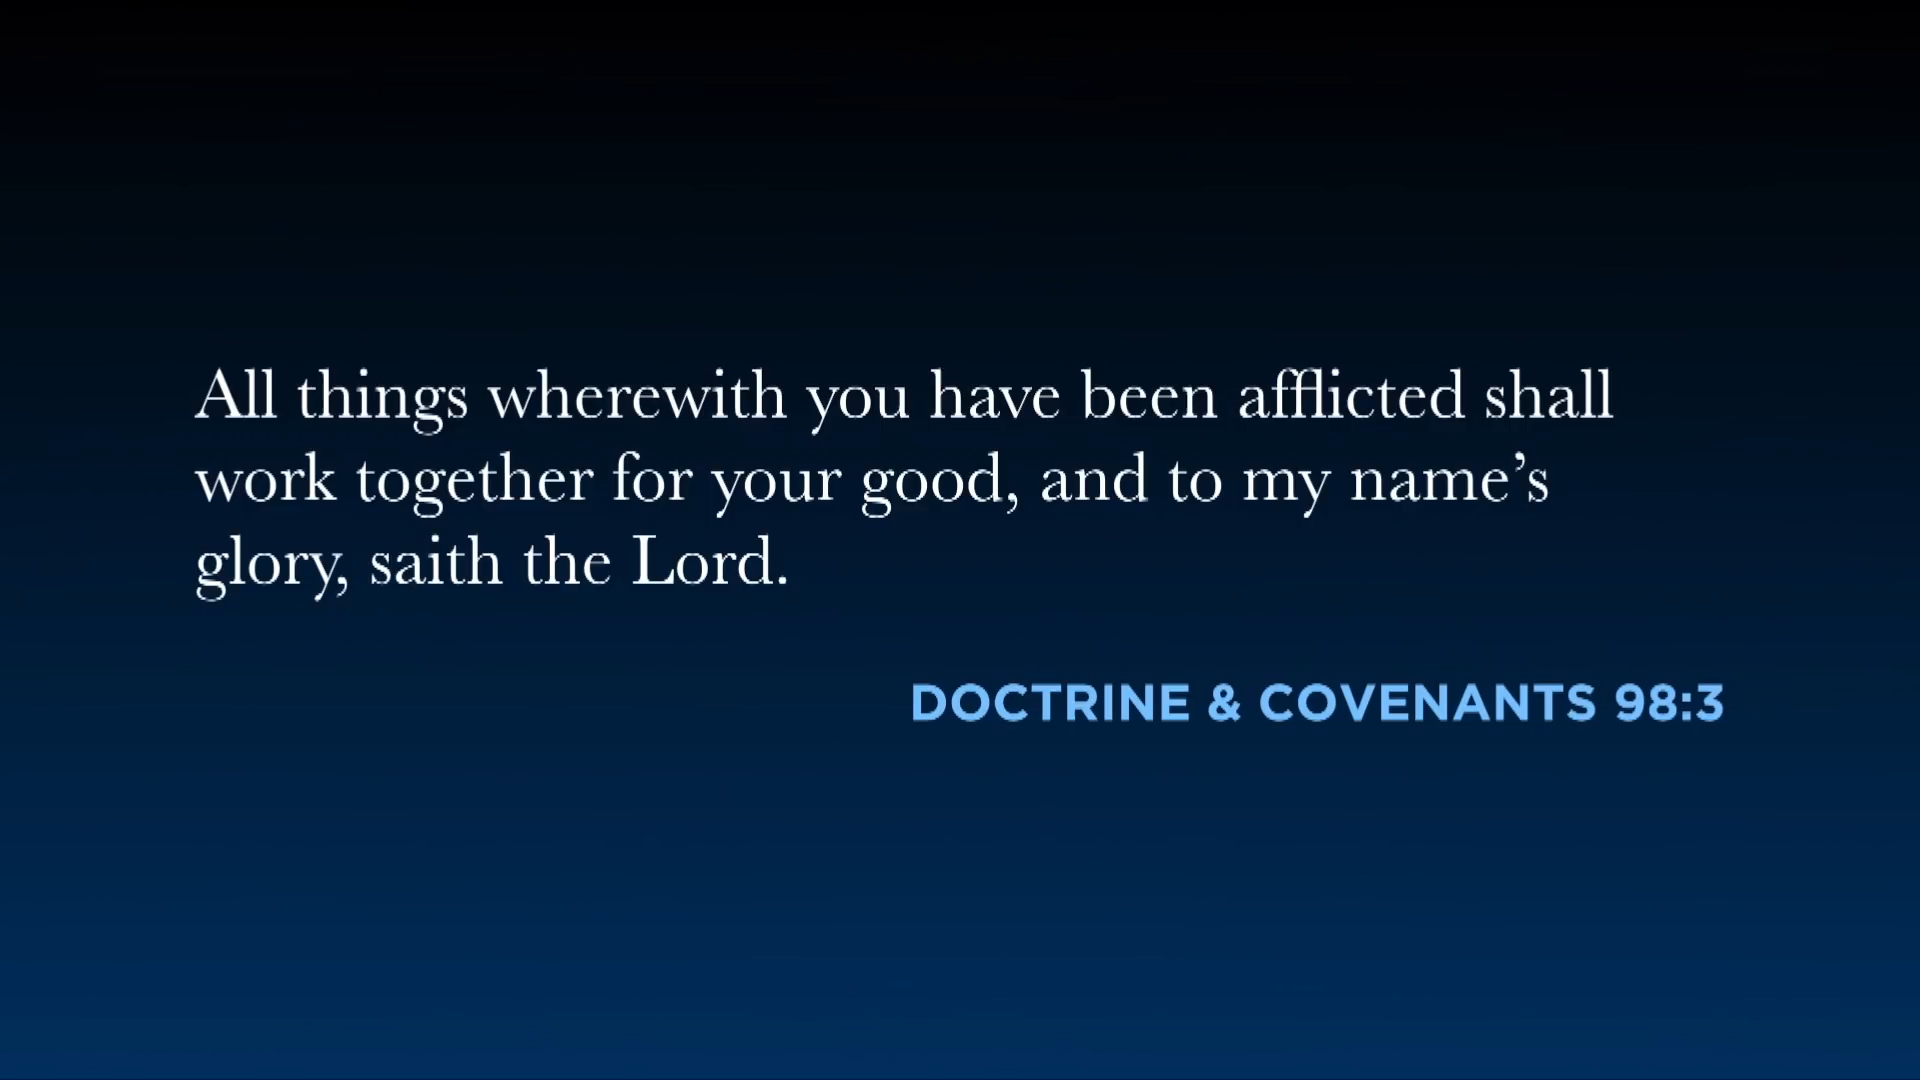 All things wherewith you have been afflicted shall
work together for your good, and to my name’s
glory, saith the Lord.
DOCTRINE & COVENANTS 98:3